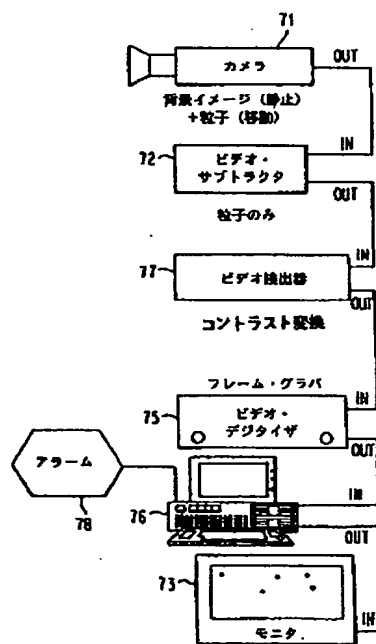 71
カメラ
OUT
背景イメージ（静止）
+粒子（移動）
IN
72
ビデオ・
サブトラクタ
OUT
粒子のみ
IN
77
ビデオ検出器
OUT
コントラスト変換
フレーム・グラバ
IN
75
ビデオ・
デジタイザ
OUT
アラーム
78
IN
76
OUT
73
モニタ
IN